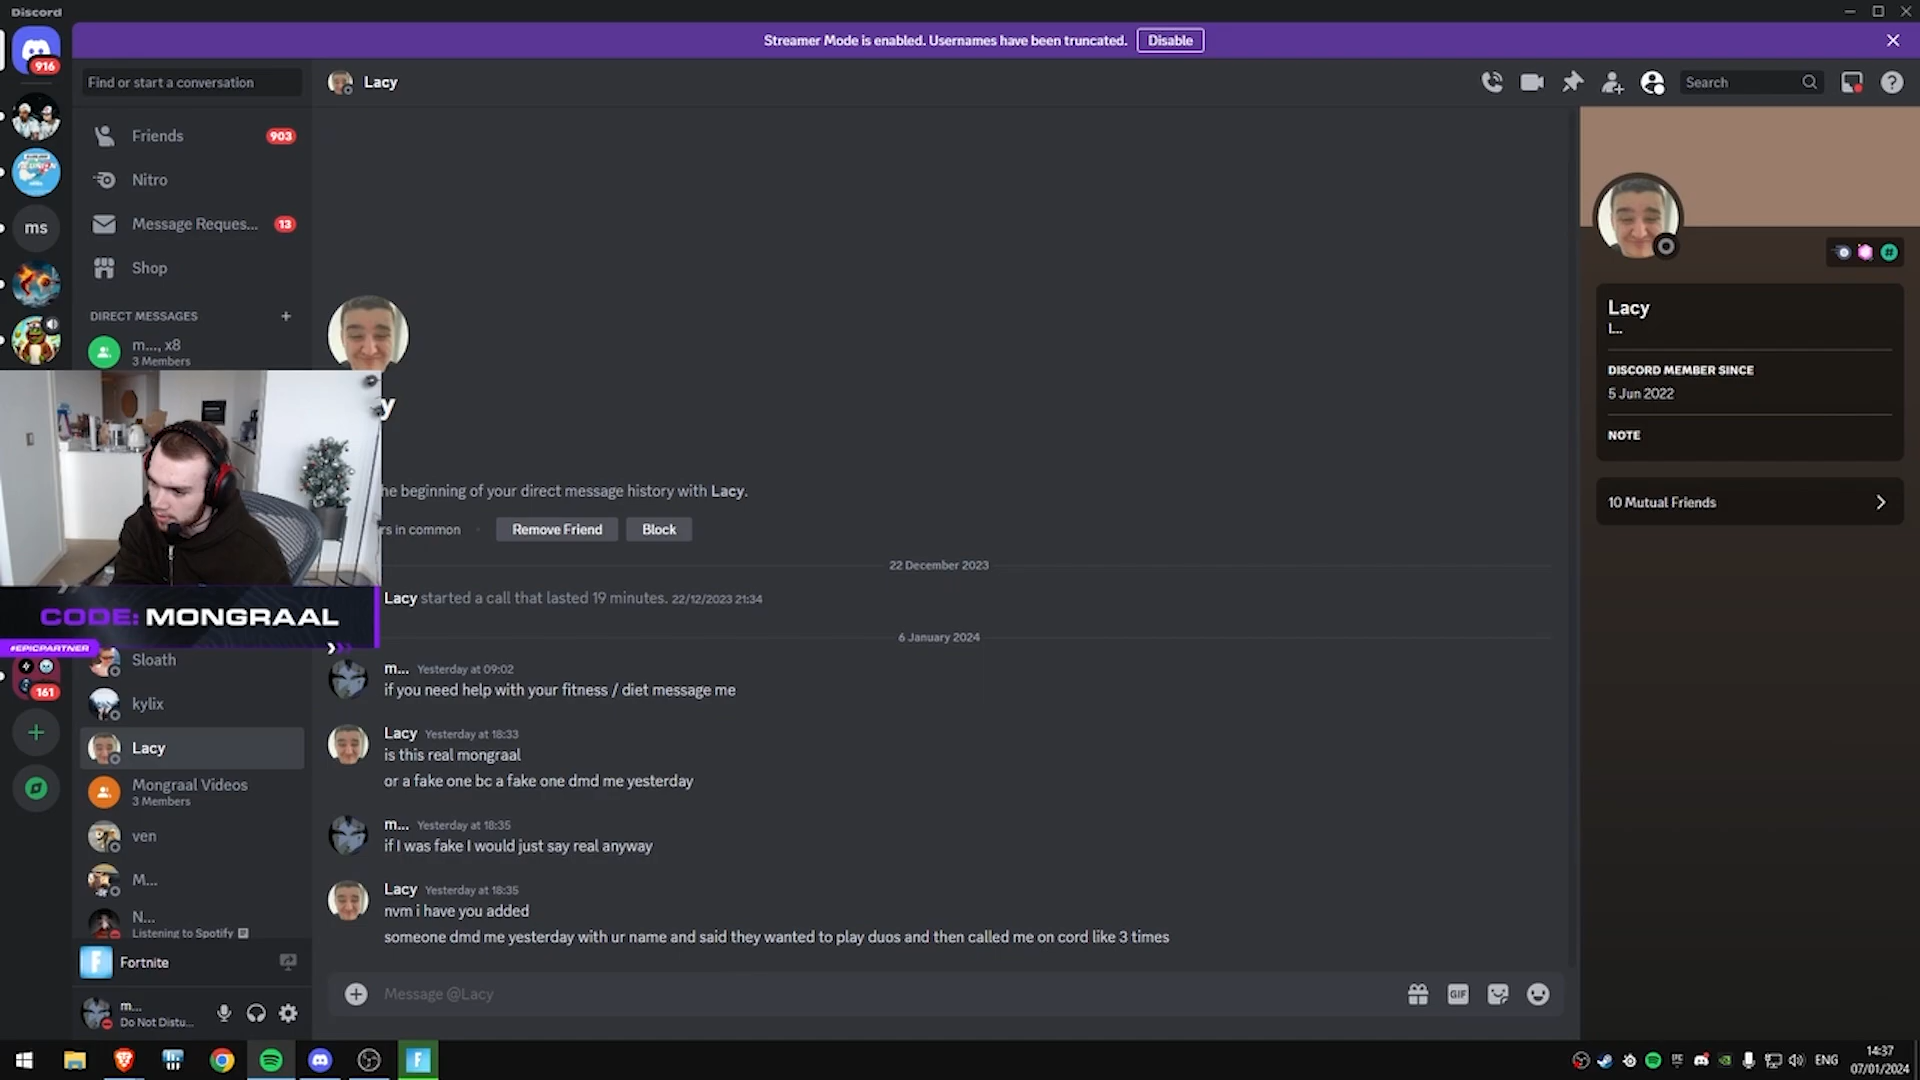 Discord
Streamer Mode is enabled. Usernames have been truncated.
Disable
916
Find or start a conversation
Lacy
Search
Friends
903
Nitro
Message Reques...
13
Shop
DIRECT MESSAGES
m..., x8
3 Members
ms
CODE: MONGRAAL
#EPICPARTNER
161
Sloath
kylix
Lacy
Mongraal Videos
3 Members
ven
M...
N...
Listening to Spotify
Fortnite
m...
Do Not Distu...
y
he beginning of your direct message history with Lacy.
rs in common
Remove Friend
Block
22 December 2023
Lacy started a call that lasted 19 minutes. 22/12/2023 21:34
6 January 2024
m... Yesterday at 09:02
if you need help with your fitness / diet message me
Lacy Yesterday at 18:33
is this real mongraal
or a fake one bc a fake one dmd me yesterday
m... Yesterday at 18:35
if I was fake I would just say real anyway
Lacy Yesterday at 18:35
nvm i have you added
someone dmd me yesterday with ur name and said they wanted to play duos and then called me on cord like 3 times
Message @Lacy
GIF
Lacy
L...
DISCORD MEMBER SINCE
5 Jun 2022
NOTE
10 Mutual Friends
ENG
14:37
07/01/2024